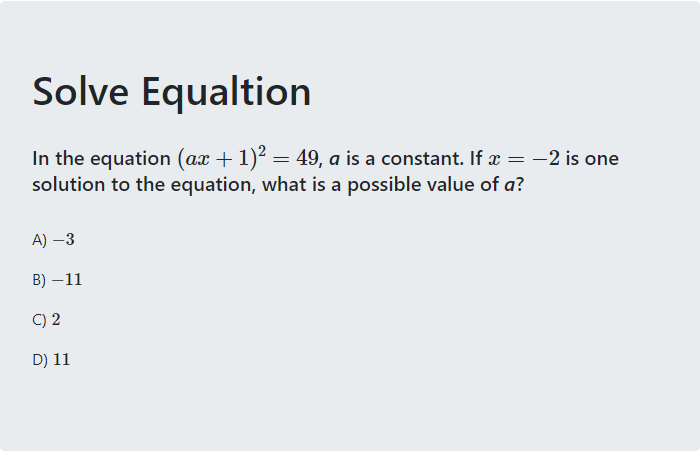 Solve Equaltion
In the equation (ax + 1)² = 49, a is a constant. If x = −2 is one
solution to the equation, what is a possible value of a?
A) −3
B) −11
C) 2
D) 11